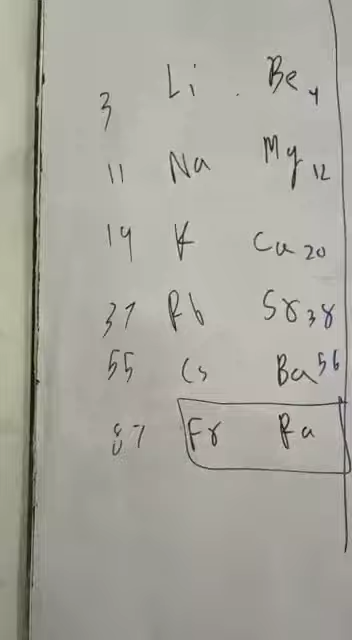 3 Li . Be 4
11 Na Mg 12
19 K Ca 20
37 Rb Sr 38
55 Cs Ba 56
87 Fr Ra